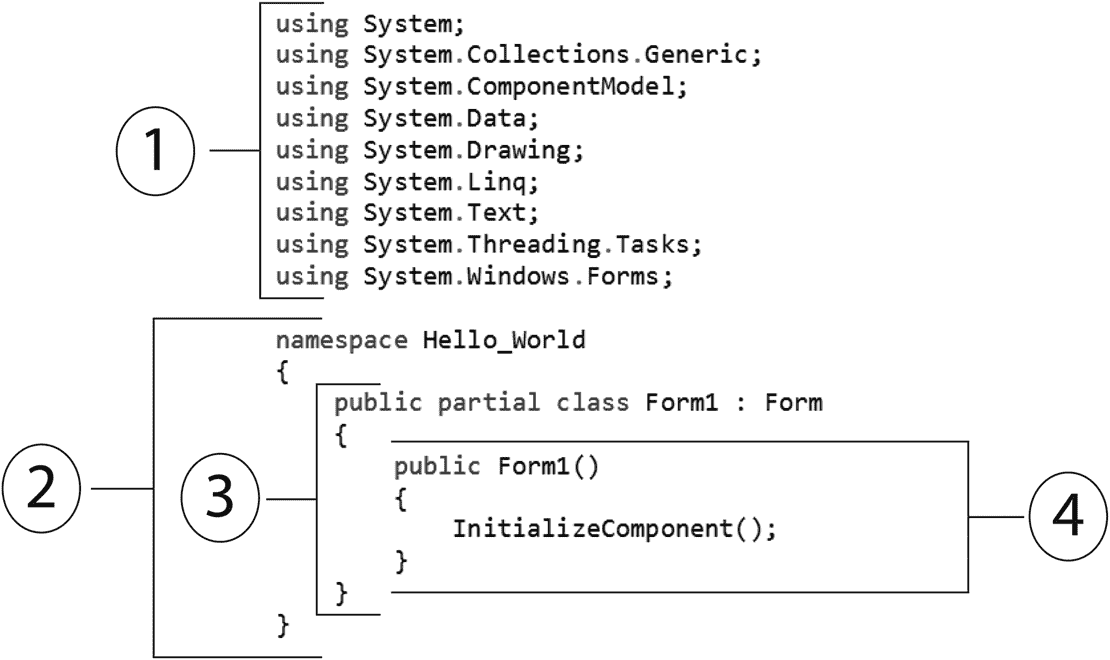 using System;
using System.Collections.Generic;
using System.ComponentModel;
using System.Data;
using System.Drawing;
using System.Linq;
using System.Text;
using System.Threading.Tasks;
using System.Windows.Forms;
1
namespace Hello_World
{
public partial class Form1 : Form
{
public Form1()
{
InitializeComponent();
}
}
}
2
3
4